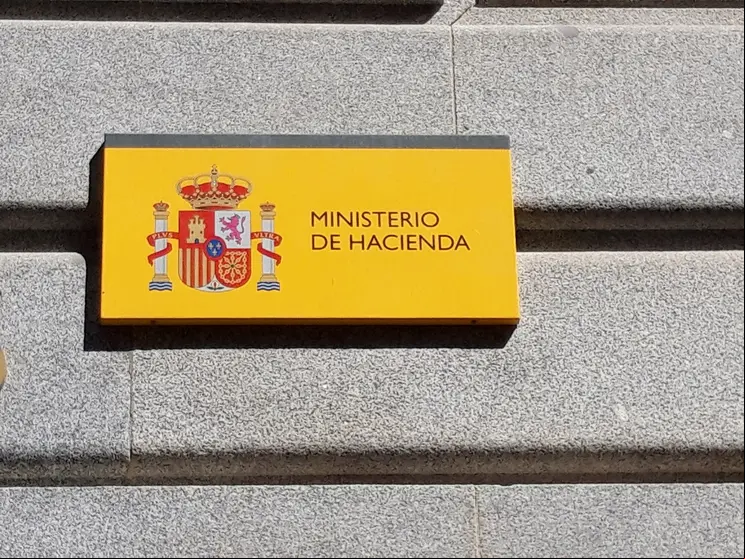 MINISTERIO
DE HACIENDA
PLVS VLTRA